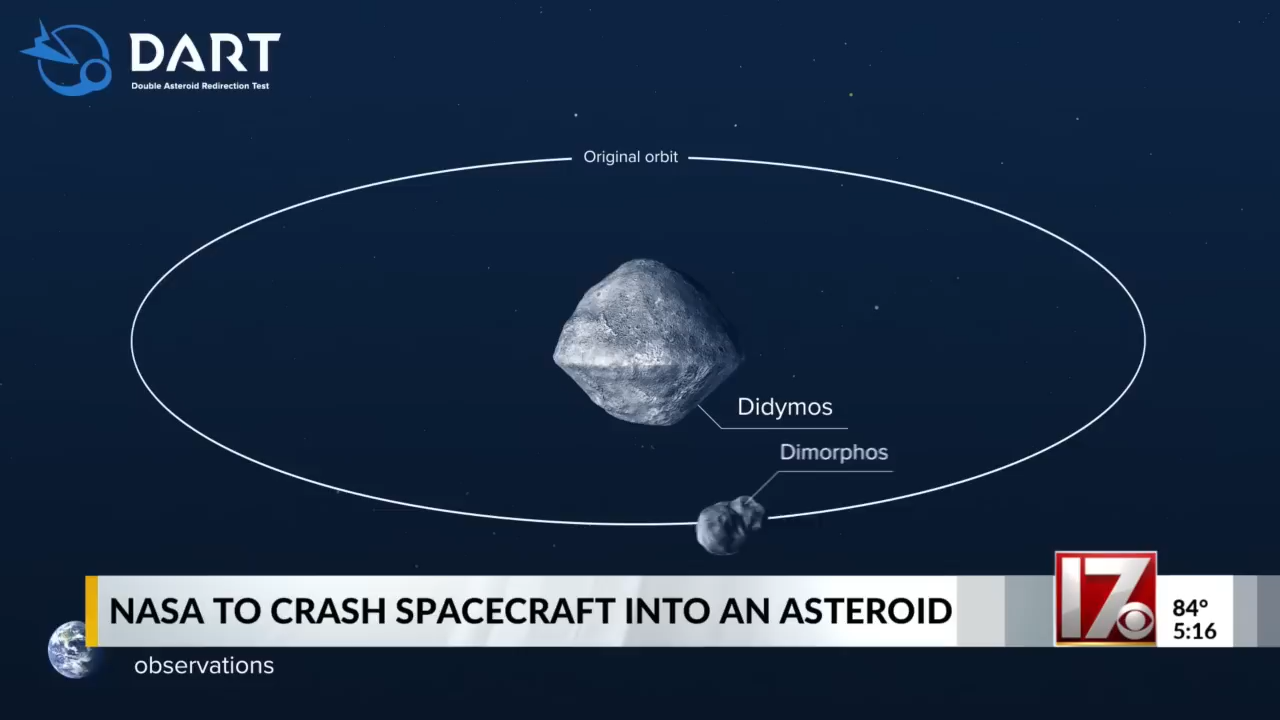 DART
Double Asteroid Redirection Test
Original orbit
Didymos
Dimorphos
NASA TO CRASH SPACECRAFT INTO AN ASTEROID
17
84°
5:16
observations